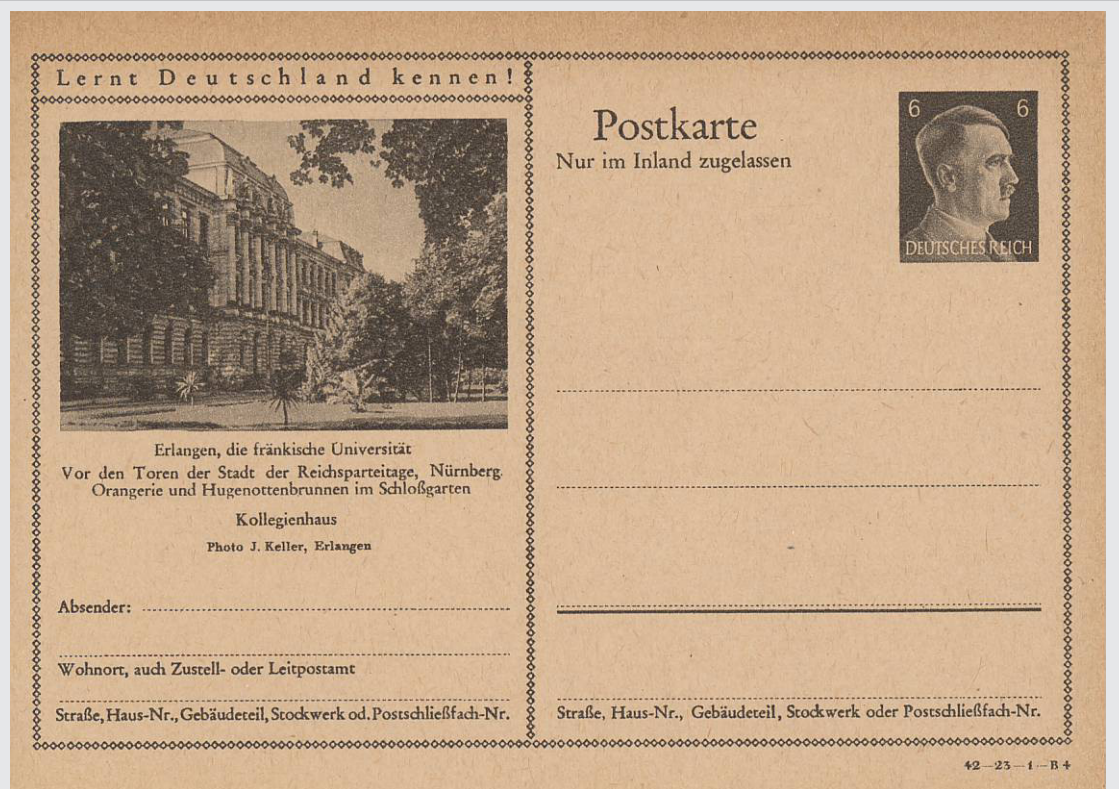 Lernt Deutschland kennen!
Erlangen, die fränkische Universität
Vor den Toren der Stadt der Reichsparteitage, Nürnberg.
Orangerie und Hugenottenbrunnen im Schloßgarten
Kollegienhaus
Photo J. Keller, Erlangen
Absender:
Wohnort, auch Zustell- oder Leitpostamt
Straße, Haus-Nr., Gebäudeteil, Stockwerk od. Postschließfach-Nr.
Postkarte
Nur im Inland zugelassen
6 6
DEUTSCHES REICH
Straße, Haus-Nr., Gebäudeteil, Stockwerk oder Postschließfach-Nr.
42—23—1—B 4